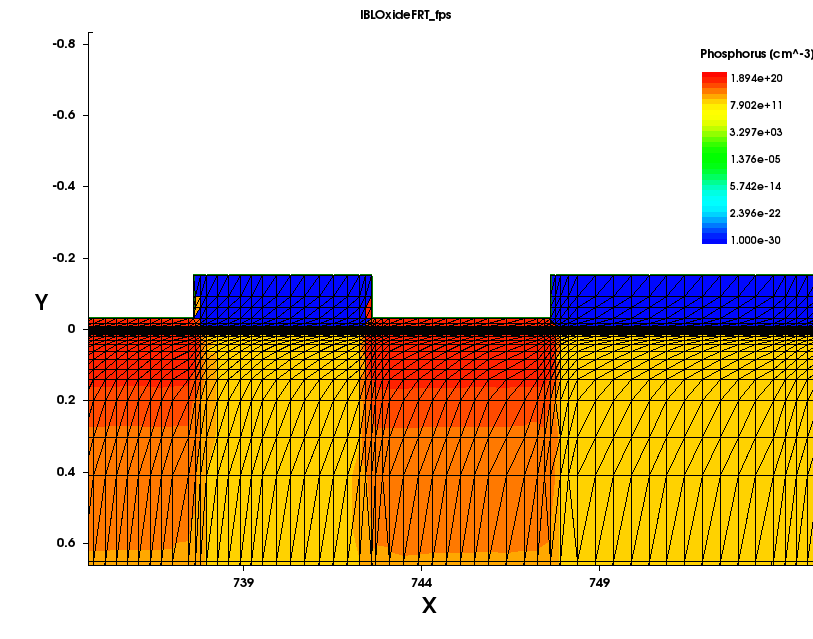 IBLOxideFRT_fps
Phosphorus (cm^-3)
1.894e+20
7.902e+11
3.297e+03
1.376e-05
5.742e-14
2.396e-22
1.000e-30
-0.8
-0.6
-0.4
-0.2
0
0.2
0.4
0.6
Y
739
744
749
X